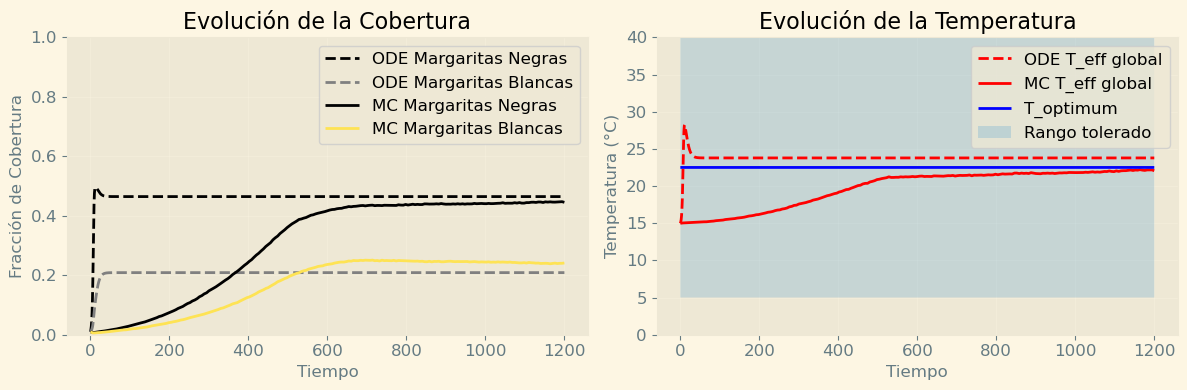 Evolución de la Cobertura
1.0
0.8
0.6
0.4
0.2
0.0
Fracción de Cobertura
ODE Margaritas Negras
ODE Margaritas Blancas
MC Margaritas Negras
MC Margaritas Blancas
0 200 400 600 800 1000 1200
Tiempo
Evolución de la Temperatura
40
35
30
25
20
15
10
5
0
Temperatura (°C)
ODE T_eff global
MC T_eff global
T_optimum
Rango tolerado
0 200 400 600 800 1000 1200
Tiempo